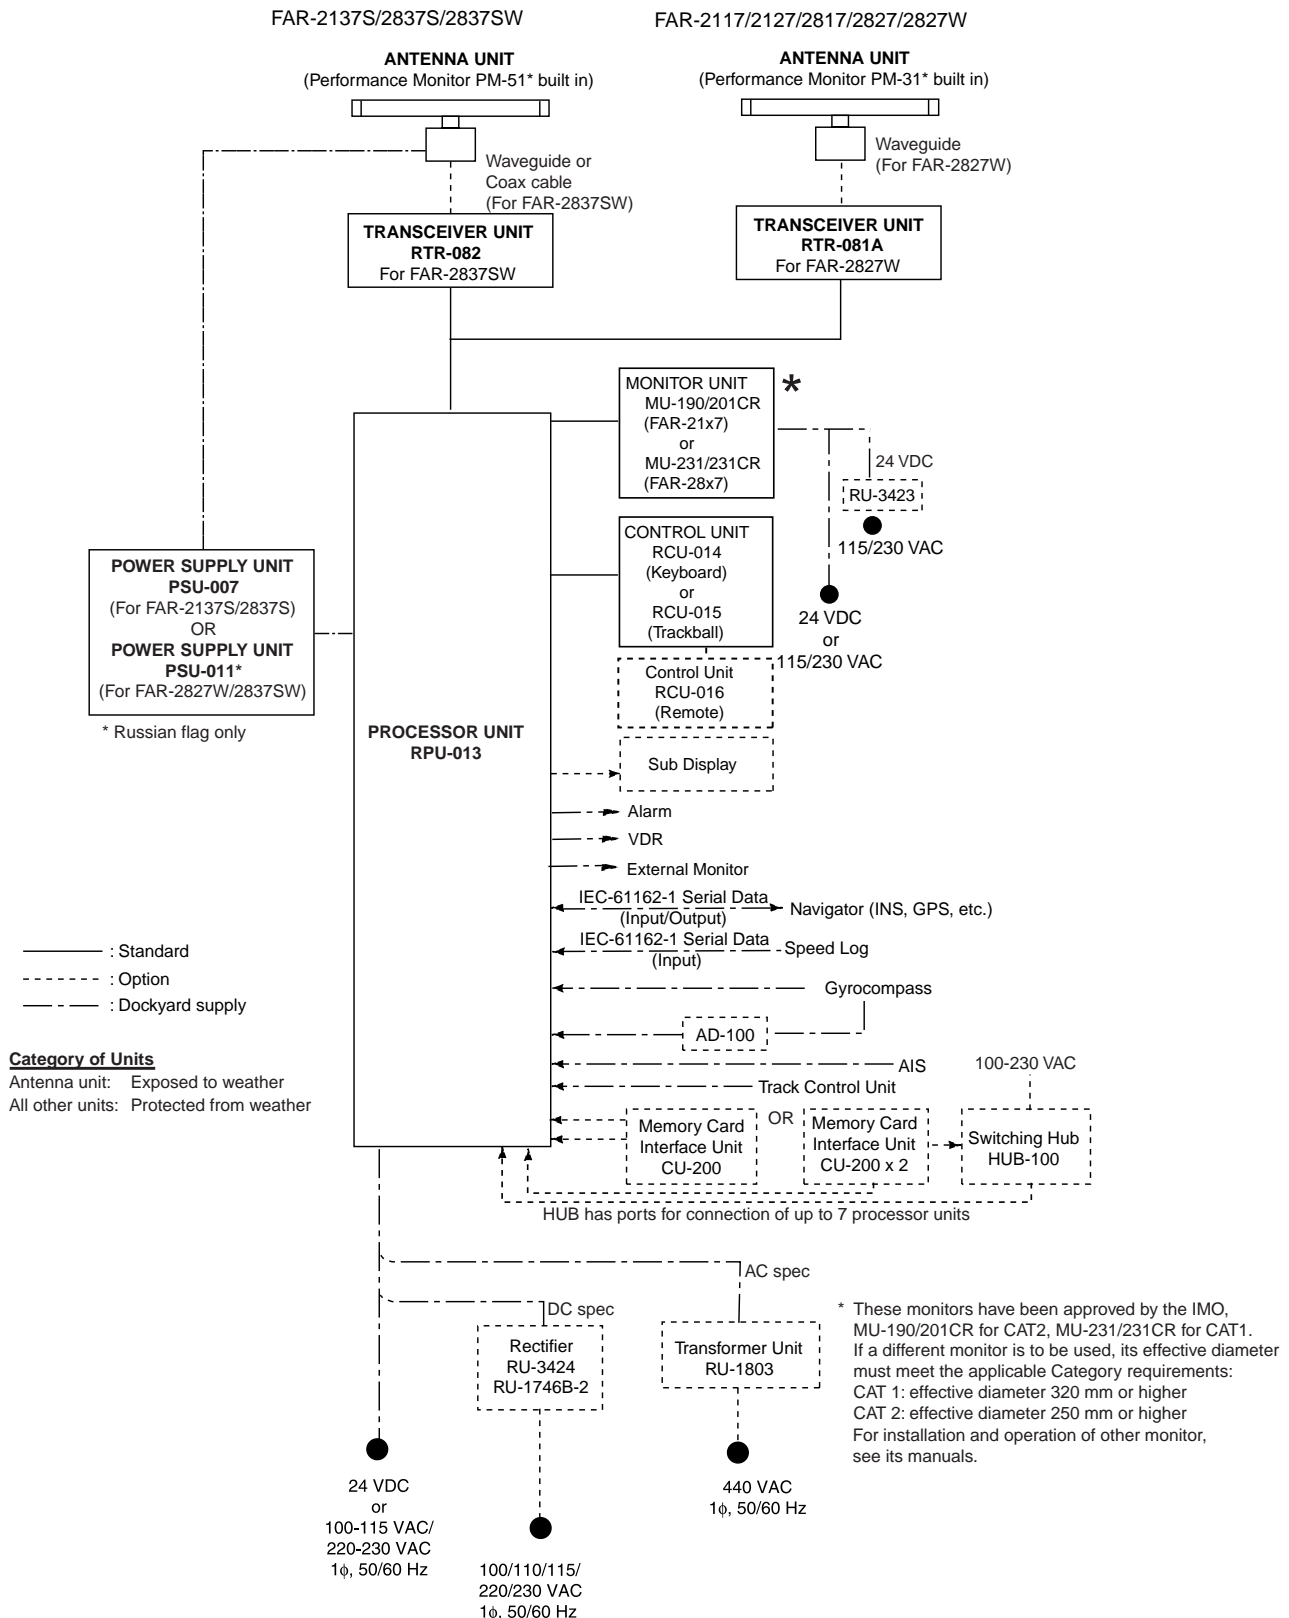 FAR-2137S/2837S/2837SW
FAR-2117/2127/2817/2827/2827W
ANTENNA UNIT
(Performance Monitor PM-51* built in)
ANTENNA UNIT
(Performance Monitor PM-31* built in)
Waveguide or
Coax cable
(For FAR-2837SW)
Waveguide
(For FAR-2827W)
TRANSCEIVER UNIT
RTR-082
For FAR-2837SW
TRANSCEIVER UNIT
RTR-081A
For FAR-2827W
MONITOR UNIT
MU-190/201CR
(FAR-21x7)
or
MU-231/231CR
(FAR-28x7)
*
24 VDC
RU-3423
115/230 VAC
CONTROL UNIT
RCU-014
(Keyboard)
or
RCU-015
(Trackball)
24 VDC
or
115/230 VAC
Control Unit
RCU-016
(Remote)
POWER SUPPLY UNIT
PSU-007
(For FAR-2137S/2837S)
OR
POWER SUPPLY UNIT
PSU-011*
(For FAR-2827W/2837SW)
* Russian flag only
PROCESSOR UNIT
RPU-013
Sub Display
Alarm
VDR
External Monitor
IEC-61162-1 Serial Data
(Input/Output)
Navigator (INS, GPS, etc.)
IEC-61162-1 Serial Data
(Input)
Speed Log
Gyrocompass
AD-100
AIS
Track Control Unit
100-230 VAC
: Standard
: Option
: Dockyard supply
Category of Units
Antenna unit: Exposed to weather
All other units: Protected from weather
Memory Card
Interface Unit
CU-200
OR
Memory Card
Interface Unit
CU-200 x 2
Switching Hub
HUB-100
HUB has ports for connection of up to 7 processor units
AC spec
DC spec
Rectifier
RU-3424
RU-1746B-2
Transformer Unit
RU-1803
* These monitors have been approved by the IMO,
MU-190/201CR for CAT2, MU-231/231CR for CAT1.
If a different monitor is to be used, its effective diameter
must meet the applicable Category requirements:
CAT 1: effective diameter 320 mm or higher
CAT 2: effective diameter 250 mm or higher
For installation and operation of other monitor,
see its manuals.
24 VDC
or
100-115 VAC/
220-230 VAC
1ϕ, 50/60 Hz
100/110/115/
220/230 VAC
1ϕ, 50/60 Hz
440 VAC
1ϕ, 50/60 Hz